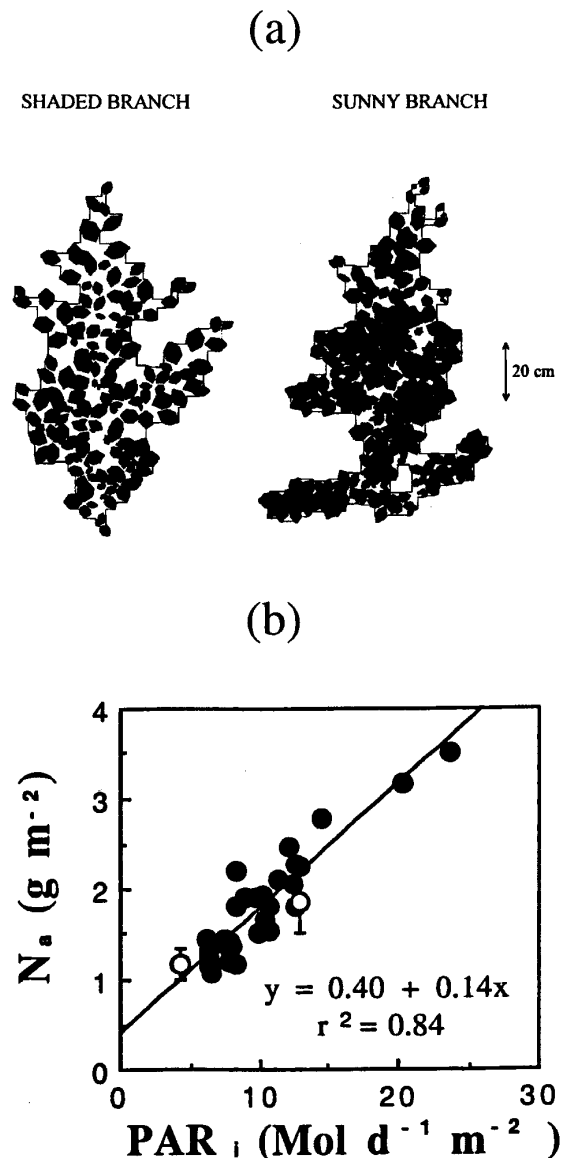 (a)
SHADED BRANCH SUNNY BRANCH
20 cm
(b)
4
3
2
1
0
0 10 20 30
Nₐ (g m⁻²)
y = 0.40 + 0.14x
r² = 0.84
PAR ᵢ (Mol d⁻¹ m⁻²)